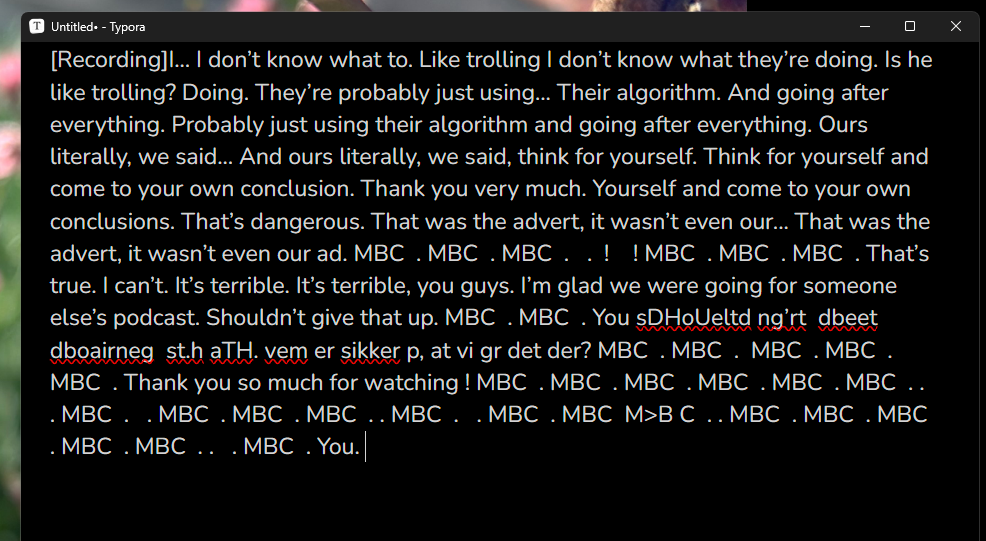 Untitled• - Typora
[Recording]I… I don’t know what to. Like trolling I don’t know what they’re doing. Is he
like trolling? Doing. They’re probably just using… Their algorithm. And going after
everything. Probably just using their algorithm and going after everything. Ours
literally, we said… And ours literally, we said, think for yourself. Think for yourself and
come to your own conclusion. Thank you very much. Yourself and come to your own
conclusions. That’s dangerous. That was the advert, it wasn’t even our… That was the
advert, it wasn’t even our ad. MBC  . MBC  . MBC  .   .  !    ! MBC  . MBC  . MBC  . That’s
true. I can’t. It’s terrible. It’s terrible, you guys. I’m glad we were going for someone
else’s podcast. Shouldn’t give that up. MBC  . MBC  . You sDHoUeltd ng’rt  dbeet
dboairneg  st.h aTH. vem er sikker p, at vi gr det der? MBC  . MBC  .  MBC  . MBC  .
MBC  . Thank you so much for watching ! MBC  . MBC  . MBC  . MBC  . MBC  . MBC  . .
. MBC  .   . MBC  . MBC  . MBC  . . MBC  .   . MBC  . MBC  M>B C  . . MBC  . MBC  . MBC
. MBC  . MBC  . .   . MBC  . You.